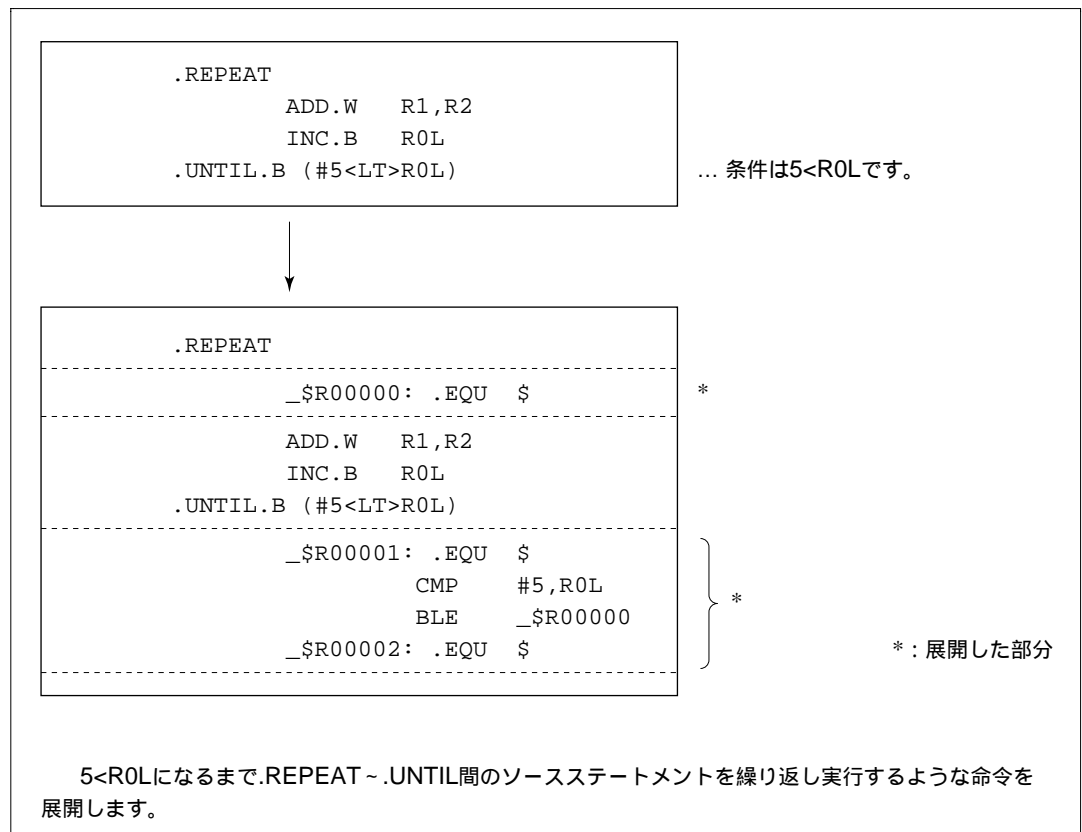 .REPEAT
ADD.W R1,R2
INC.B R0L
.UNTIL.B (#5<LT>R0L) … 条件は5<R0Lです。
.REPEAT
_$R00000: .EQU $ *
ADD.W R1,R2
INC.B R0L
.UNTIL.B (#5<LT>R0L)
_$R00001: .EQU $
CMP #5,R0L
BLE _$R00000 *
_$R00002: .EQU $ *:展開した部分
5<R0Lになるまで.REPEAT~.UNTIL間のソースステートメントを繰り返し実行するような命令を
展開します。